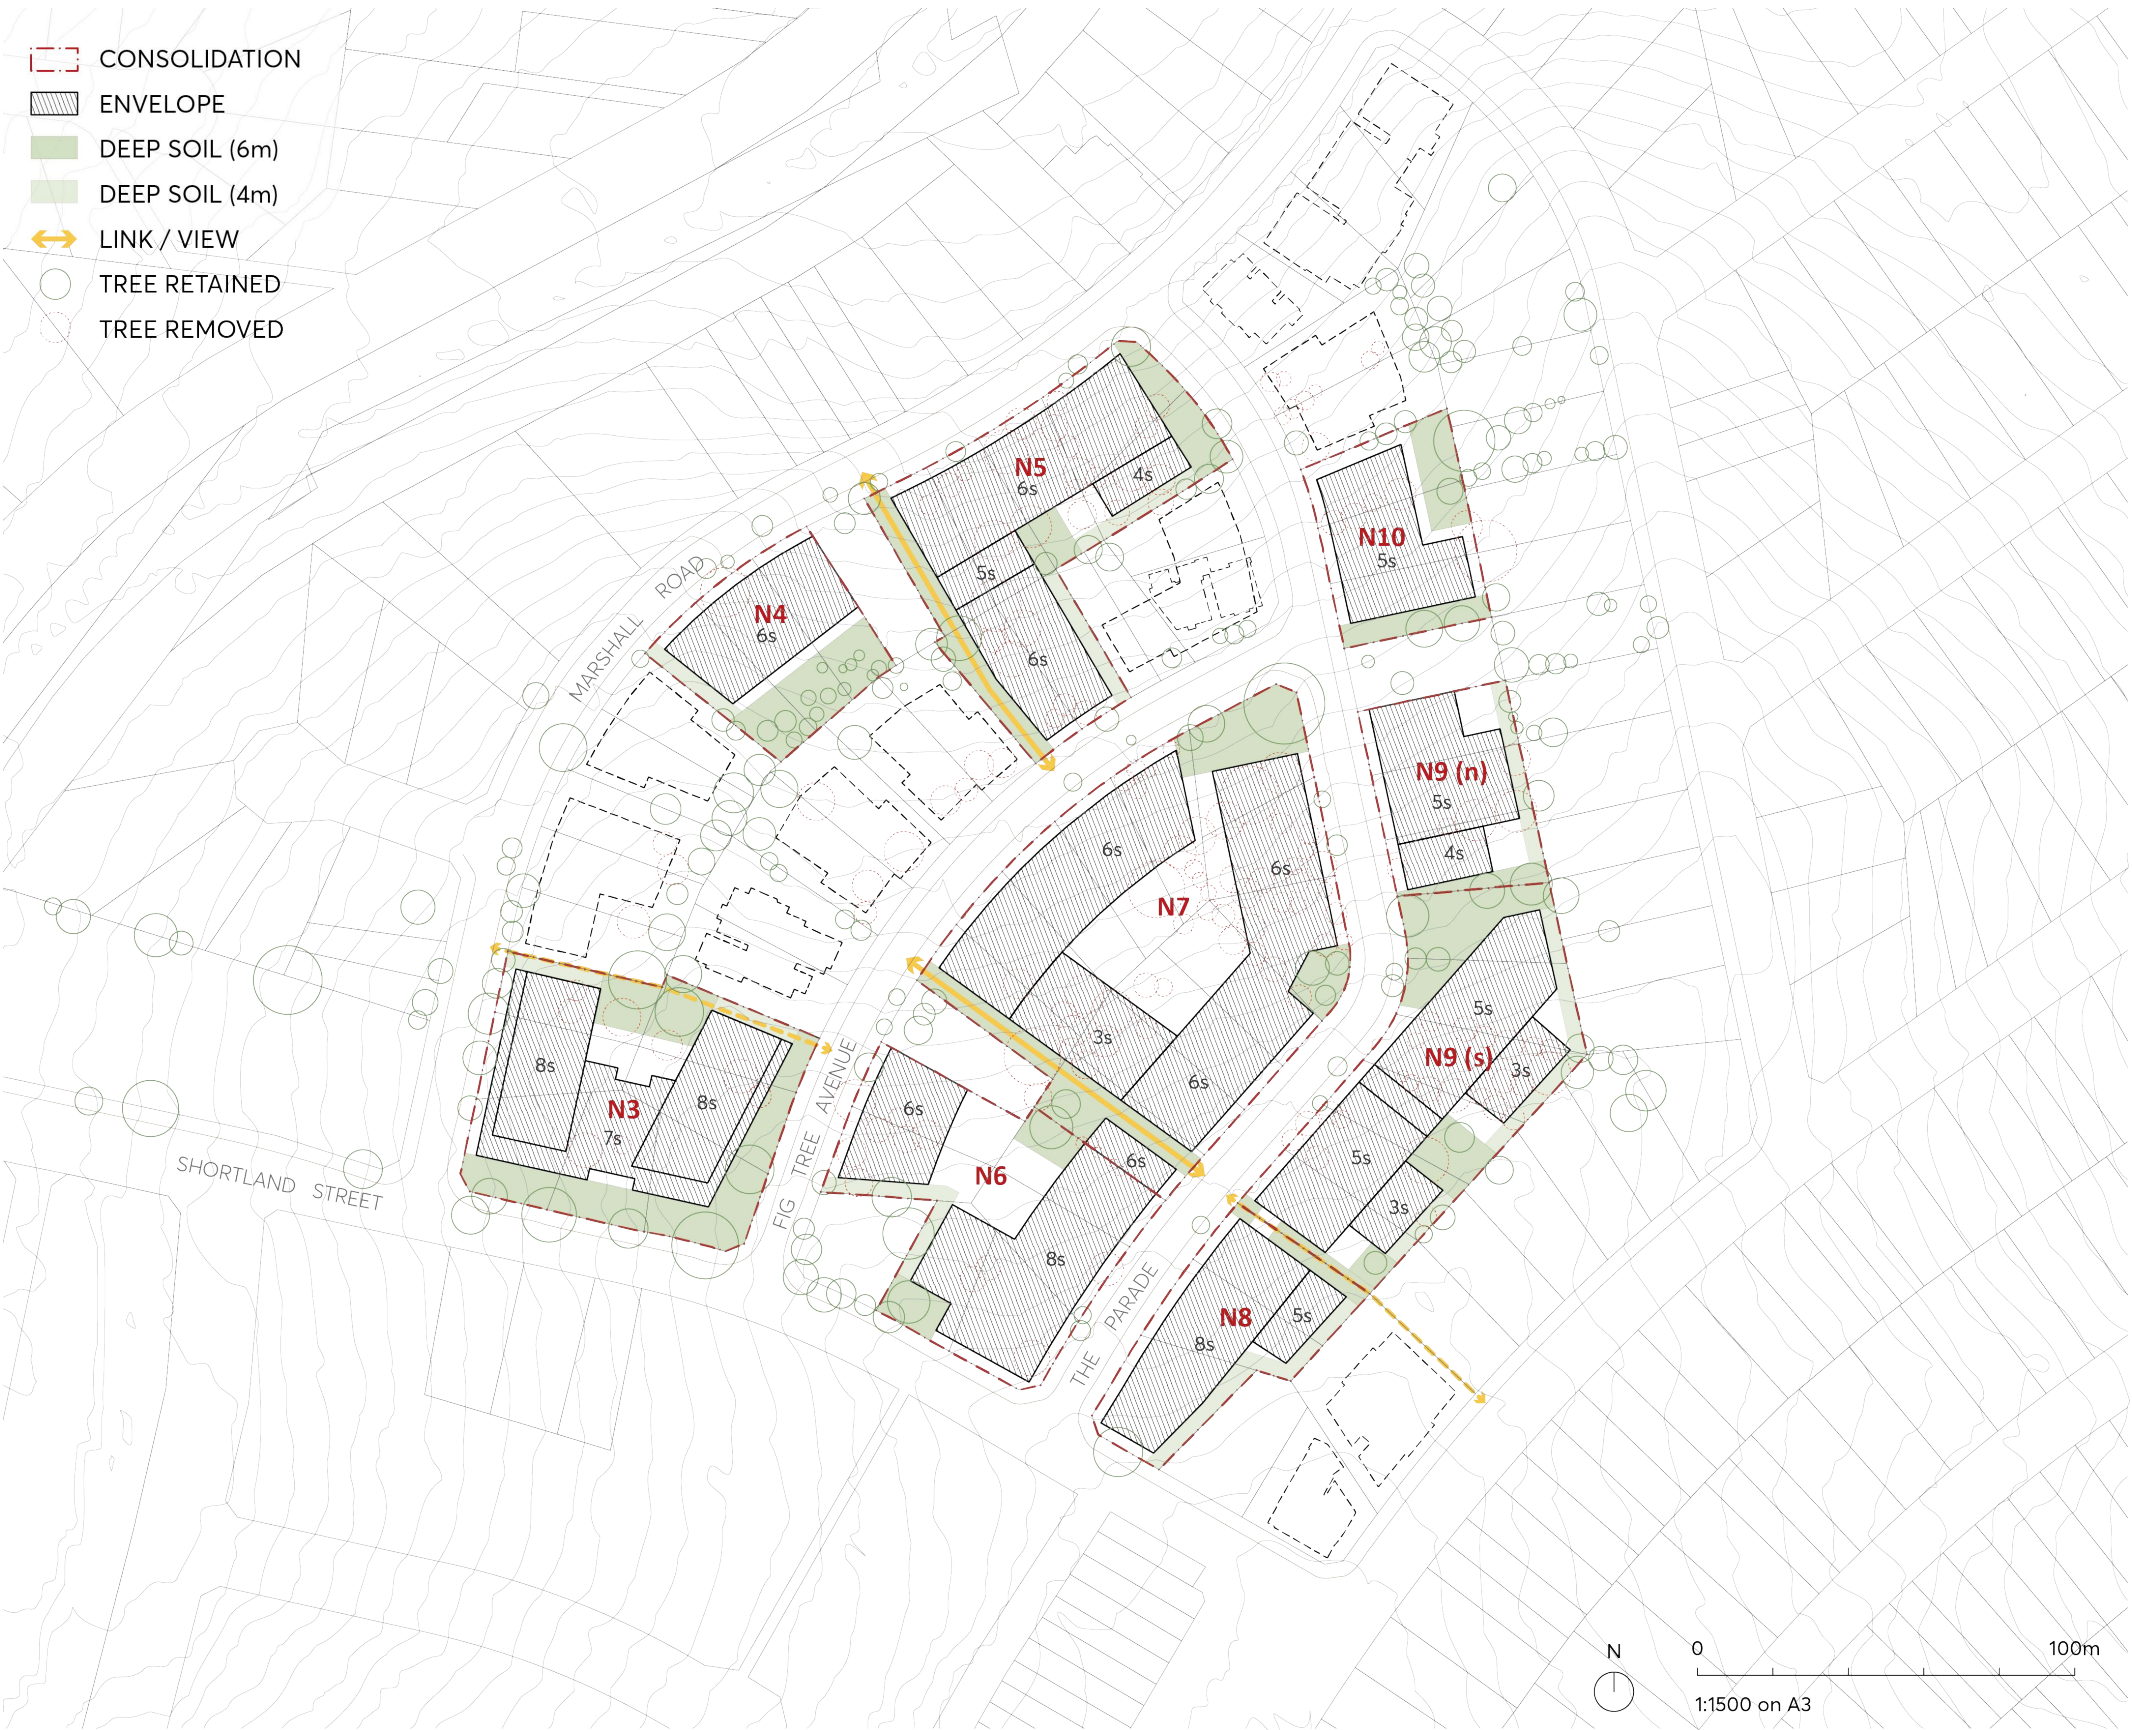 CONSOLIDATION
ENVELOPE
DEEP SOIL (6m)
DEEP SOIL (4m)
LINK / VIEW
TREE RETAINED
TREE REMOVED
N5
6s
4s
5s
6s
N10
5s
MARSHALL ROAD
N4
6s
N9 (n)
5s
4s
6s
6s
N7
3s
6s
5s
N9 (s)
3s
5s
3s
8s
N3
7s
8s
FIG TREE AVENUE
6s
N6
6s
8s
SHORTLAND STREET
THE PARADE
N8
5s
8s
N
0
100m
1:1500 on A3